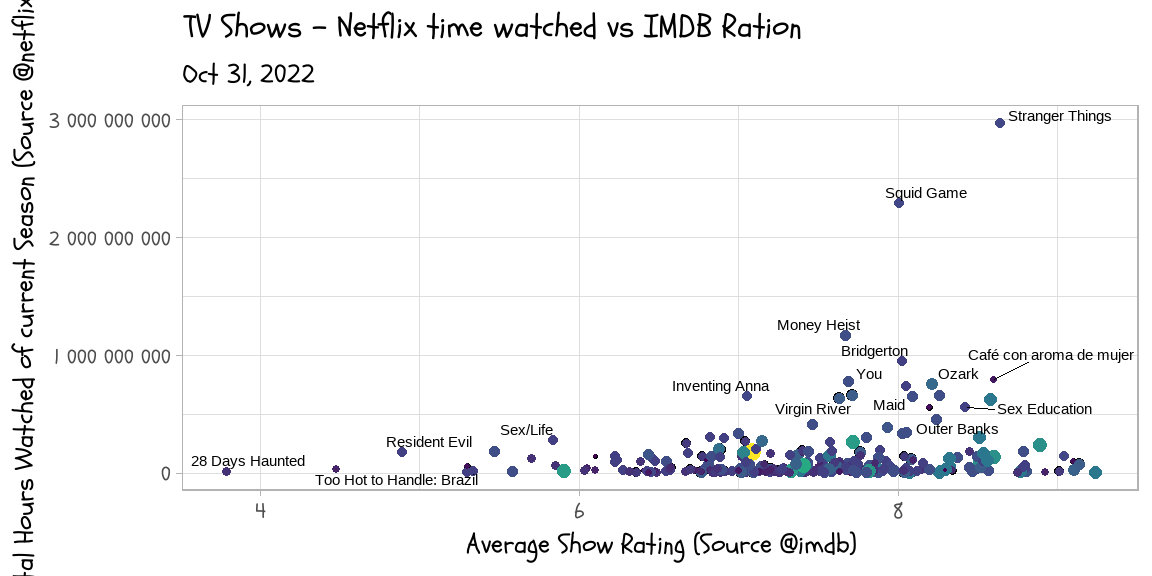 TV Shows – Netflix time watched vs IMDB Ration
Oct 31, 2022
tal Hours Watched of current Season (Source @netflix
3 000 000 000
2 000 000 000
1 000 000 000
0
Stranger Things
Squid Game
Money Heist
Bridgerton
Café con aroma de mujer
You
Ozark
Inventing Anna
Virgin River
Maid
Sex Education
Outer Banks
Sex/Life
Resident Evil
28 Days Haunted
Too Hot to Handle: Brazil
4
6
8
Average Show Rating (Source @imdb)